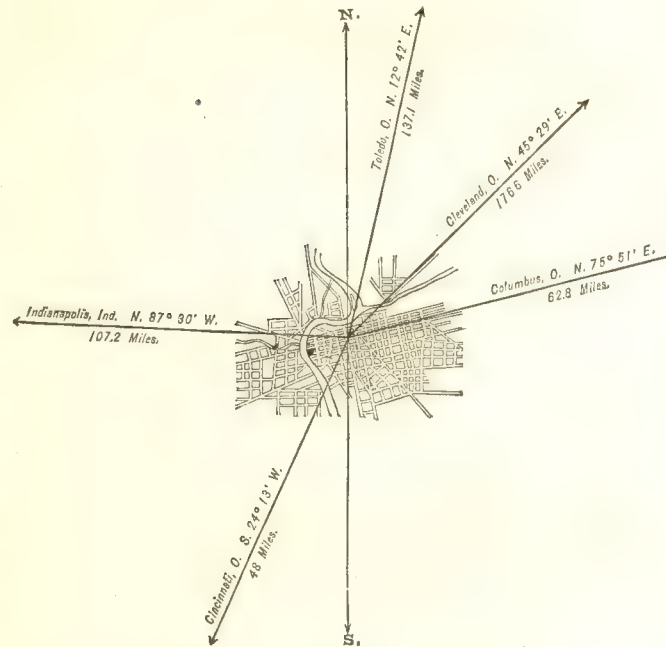 N.
Toledo, O. N. 12° 42' E.
137.1 Miles.
Cleveland, O. N. 45° 29' E.
176.6 Miles.
Columbus, O. N. 75° 51' E.
62.8 Miles.
Indianapolis, Ind. N. 87° 30' W.
107.2 Miles.
Cincinnati, O. S. 24° 13' W.
48 Miles.
S.